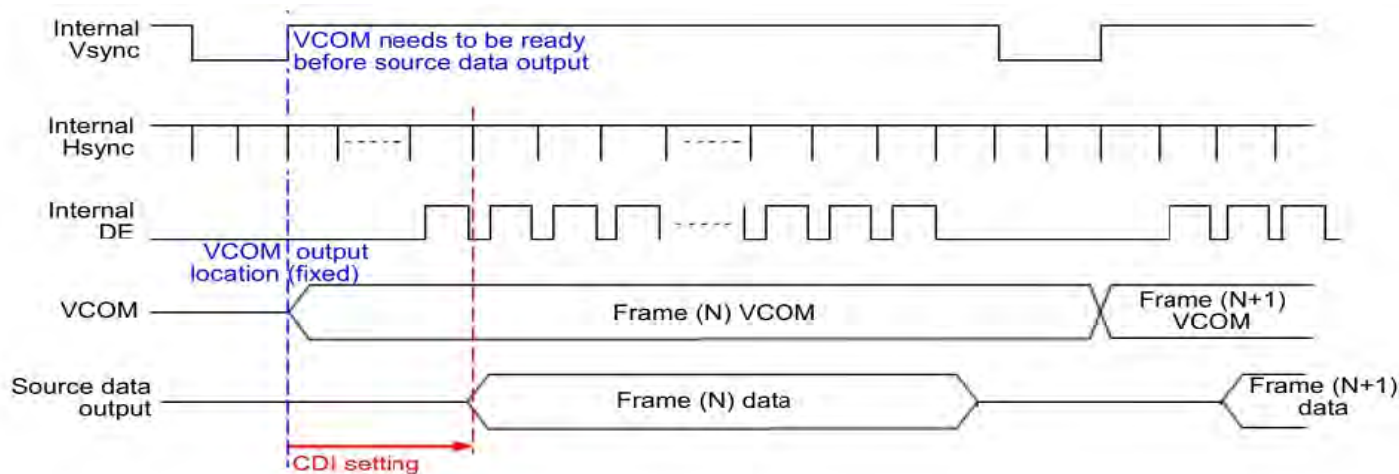 Internal
Vsync
VCOM needs to be ready
before source data output
Internal
Hsync
Internal
DE
VCOM output
location (fixed)
VCOM
Frame (N) VCOM
Frame (N+1)
VCOM
Source data
output
Frame (N) data
Frame (N+1)
data
CDI setting